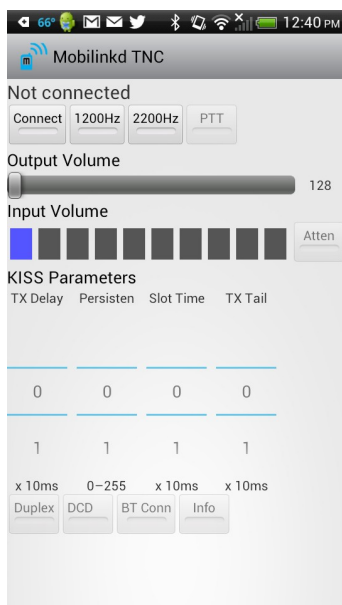 66° 12:40 PM
m Mobilinkd TNC
Not connected
Connect 1200Hz 2200Hz PTT
Output Volume
128
Input Volume
Atten
KISS Parameters
TX Delay Persisten Slot Time TX Tail
0 0 0 0
1 1 1 1
x 10ms 0–255 x 10ms x 10ms
Duplex DCD BT Conn Info